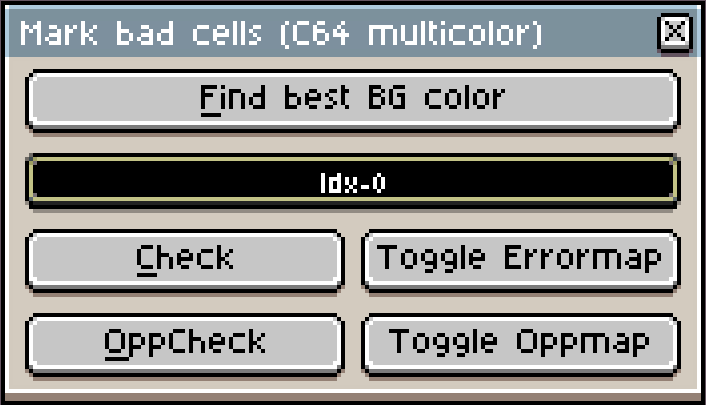 Mark bad cells (C64 multicolor)
Find best BG color
Idx-0
Check Toggle Errormap
OppCheck Toggle Oppmap